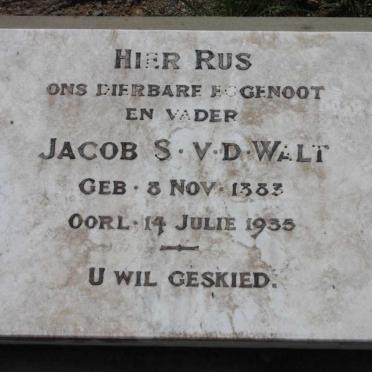 HIER RUS
ONS DIERBARE EGGENOOT
EN VADER
JACOB S·V·D·WALT
GEB·8 NOV·1883
OORL·14 JULIE 1935
U WIL GESKIED.